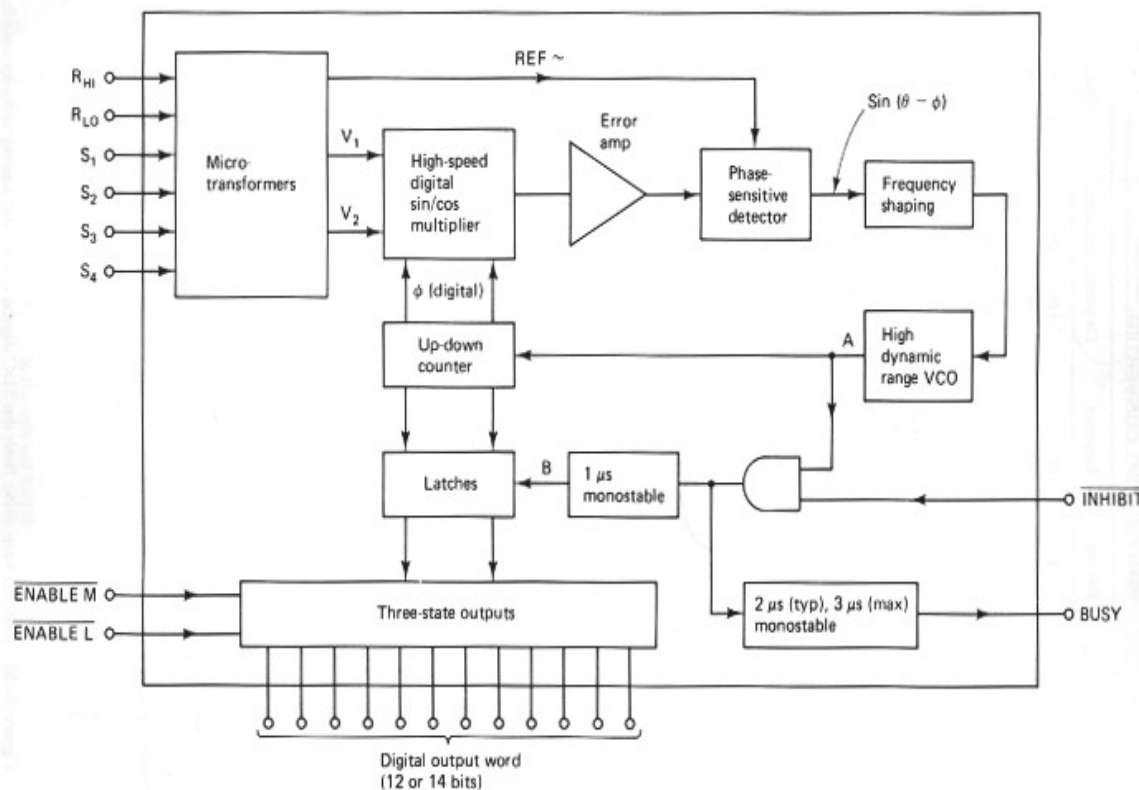 REF ~
Sin (θ − ϕ)
R_HI
R_LO
S_1
S_2
S_3
S_4
Micro-
transformers
V_1
V_2
High-speed
digital
sin/cos
multiplier
Error
amp
Phase-
sensitive
detector
Frequency
shaping
ϕ (digital)
Up-down
counter
A
High
dynamic
range VCO
Latches
B
1 μs
monostable
INHIBIT
ENABLE M
ENABLE L
Three-state outputs
2 μs (typ), 3 μs (max)
monostable
BUSY
Digital output word
(12 or 14 bits)